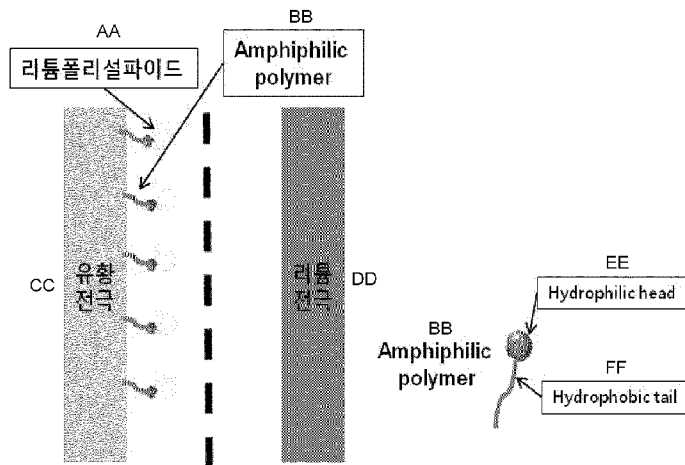 AA
리튬폴리설파이드
BB
Amphiphilic
polymer
CC
유황
전극
리튬
전극
DD
BB
Amphiphilic
polymer
EE
Hydrophilic head
FF
Hydrophobic tail